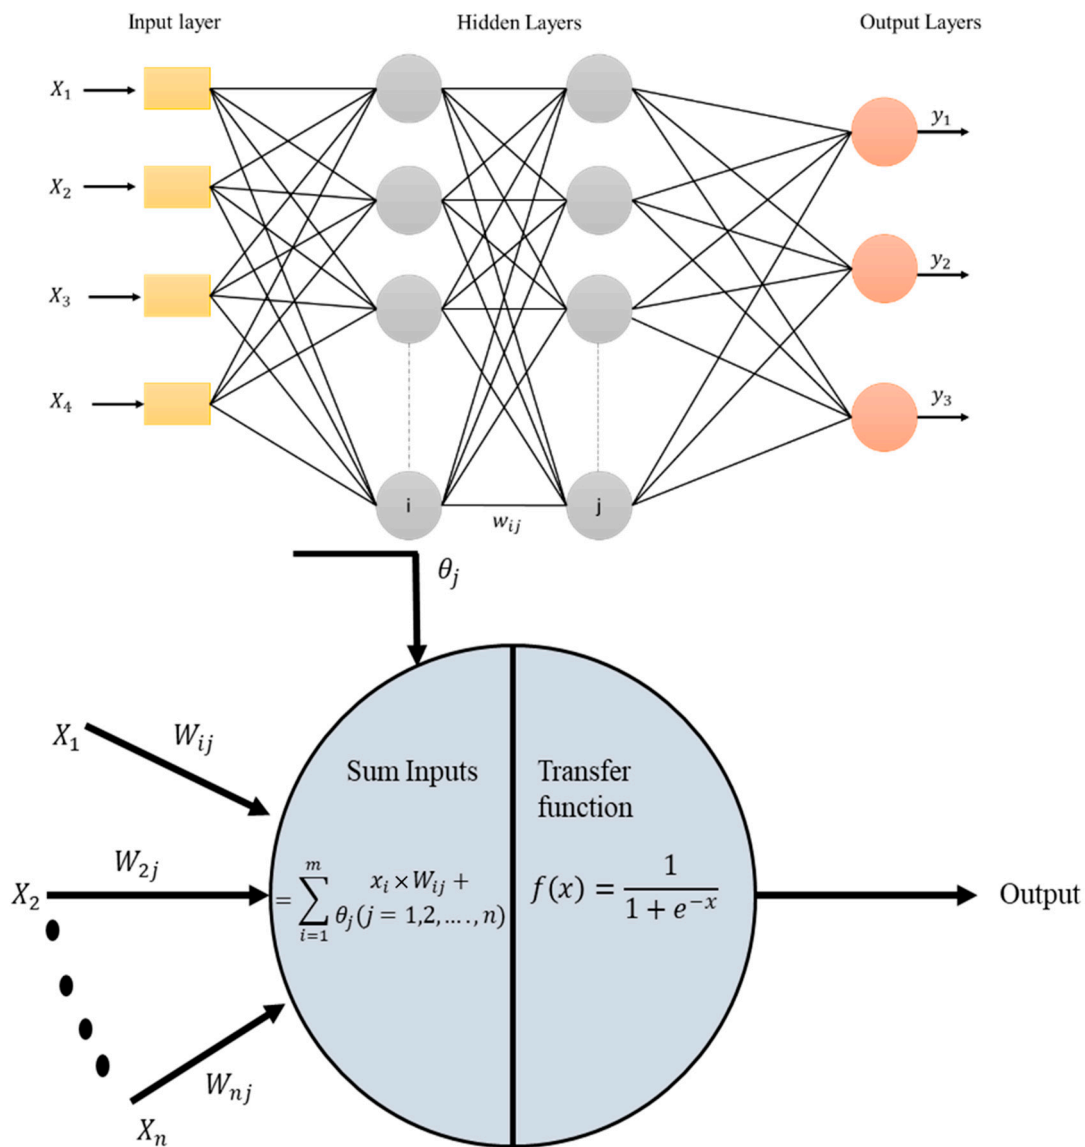 Input layer
Hidden Layers
Output Layers
X₁
y₁
X₂
y₂
X₃
X₄
y₃
i
j
wᵢⱼ
θⱼ
X₁
Wᵢⱼ
Sum Inputs
Transfer
function
X₂
W₂ⱼ
= ∑ᵢ₌₁ᵐ xᵢ × Wᵢⱼ +
θⱼ(j = 1,2, …., n)
f(x) = 1 / (1 + e⁻ˣ)
Output
Wₙⱼ
Xₙ